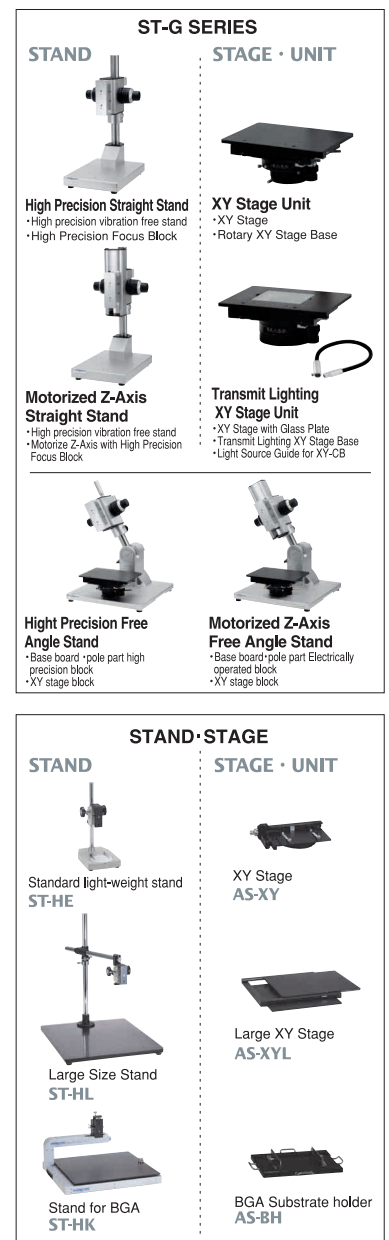 ST-G SERIES
STAND
STAGE・UNIT
High Precision Straight Stand
・High precision vibration free stand
・High Precision Focus Block
XY Stage Unit
・XY Stage
・Rotary XY Stage Base
Motorized Z-Axis
Straight Stand
・High precision vibration free stand
・Motorize Z-Axis with High Precision
Focus Block
Transmit Lighting
XY Stage Unit
・XY Stage with Glass Plate
・Transmit Lighting XY Stage Base
・Light Source Guide for XY-CB
Hight Precision Free
Angle Stand
・Base board ・pole part high
precision block
・XY stage block
Motorized Z-Axis
Free Angle Stand
・Base board・pole part Electrically
operated block
・XY stage block
STAND・STAGE
STAND
STAGE・UNIT
Standard light-weight stand
ST-HE
XY Stage
AS-XY
Large Size Stand
ST-HL
Large XY Stage
AS-XYL
Stand for BGA
ST-HK
BGA Substrate holder
AS-BH